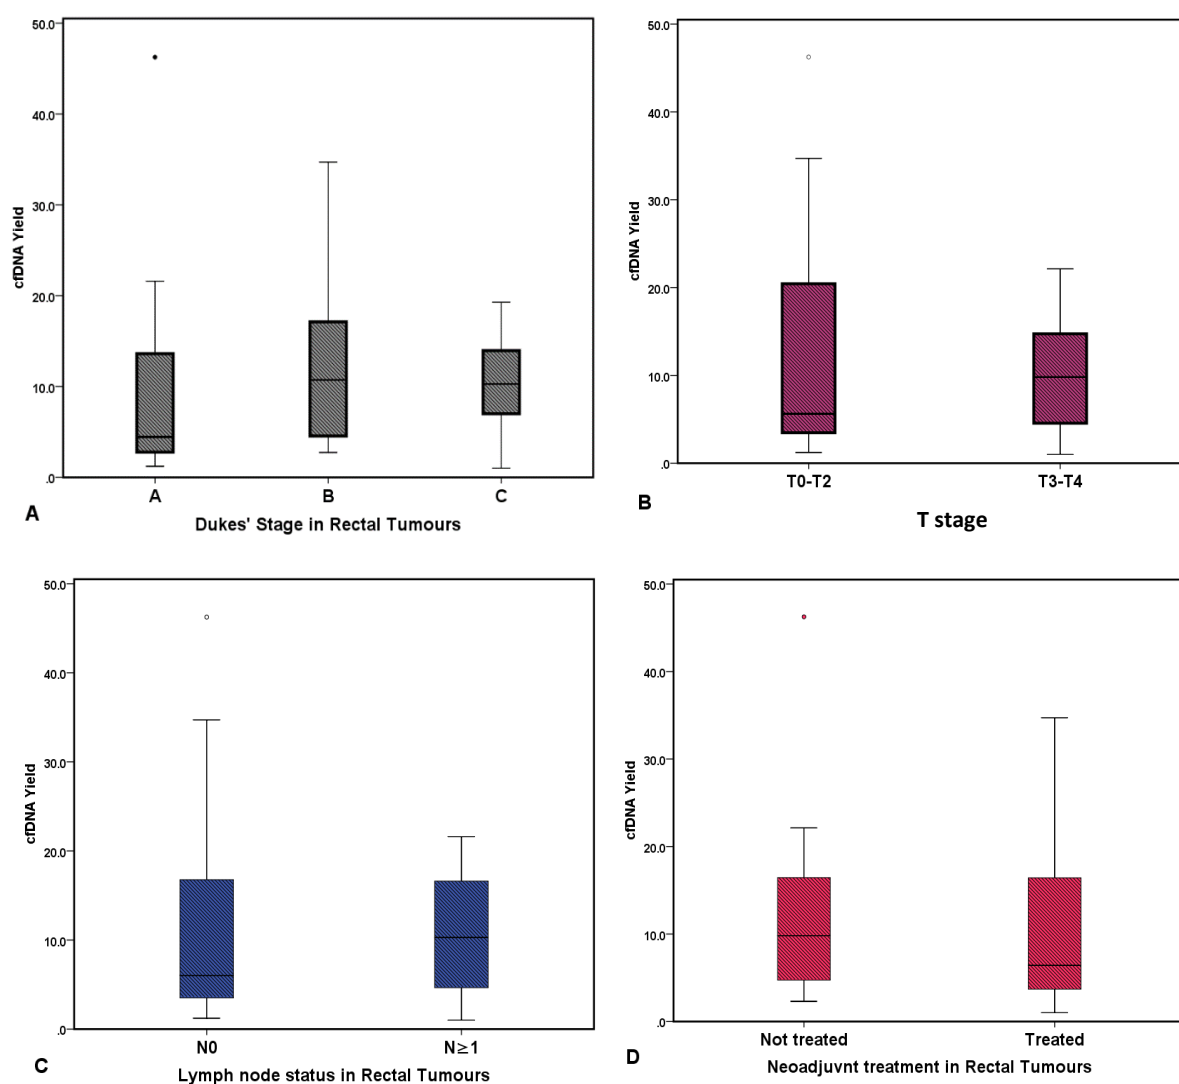 50.0
40.0
30.0
20.0
10.0
.0
cfDNA Yield
A B C
A
Dukes' Stage in Rectal Tumours
50.0
40.0
30.0
20.0
10.0
.0
cfDNA Yield
T0-T2 T3-T4
B
T stage
50.0
40.0
30.0
20.0
10.0
.0
cfDNA Yield
N0 N≥1
C
Lymph node status in Rectal Tumours
50.0
40.0
30.0
20.0
10.0
.0
cfDNA Yield
Not treated Treated
D
Neoadjuvnt treatment in Rectal Tumours